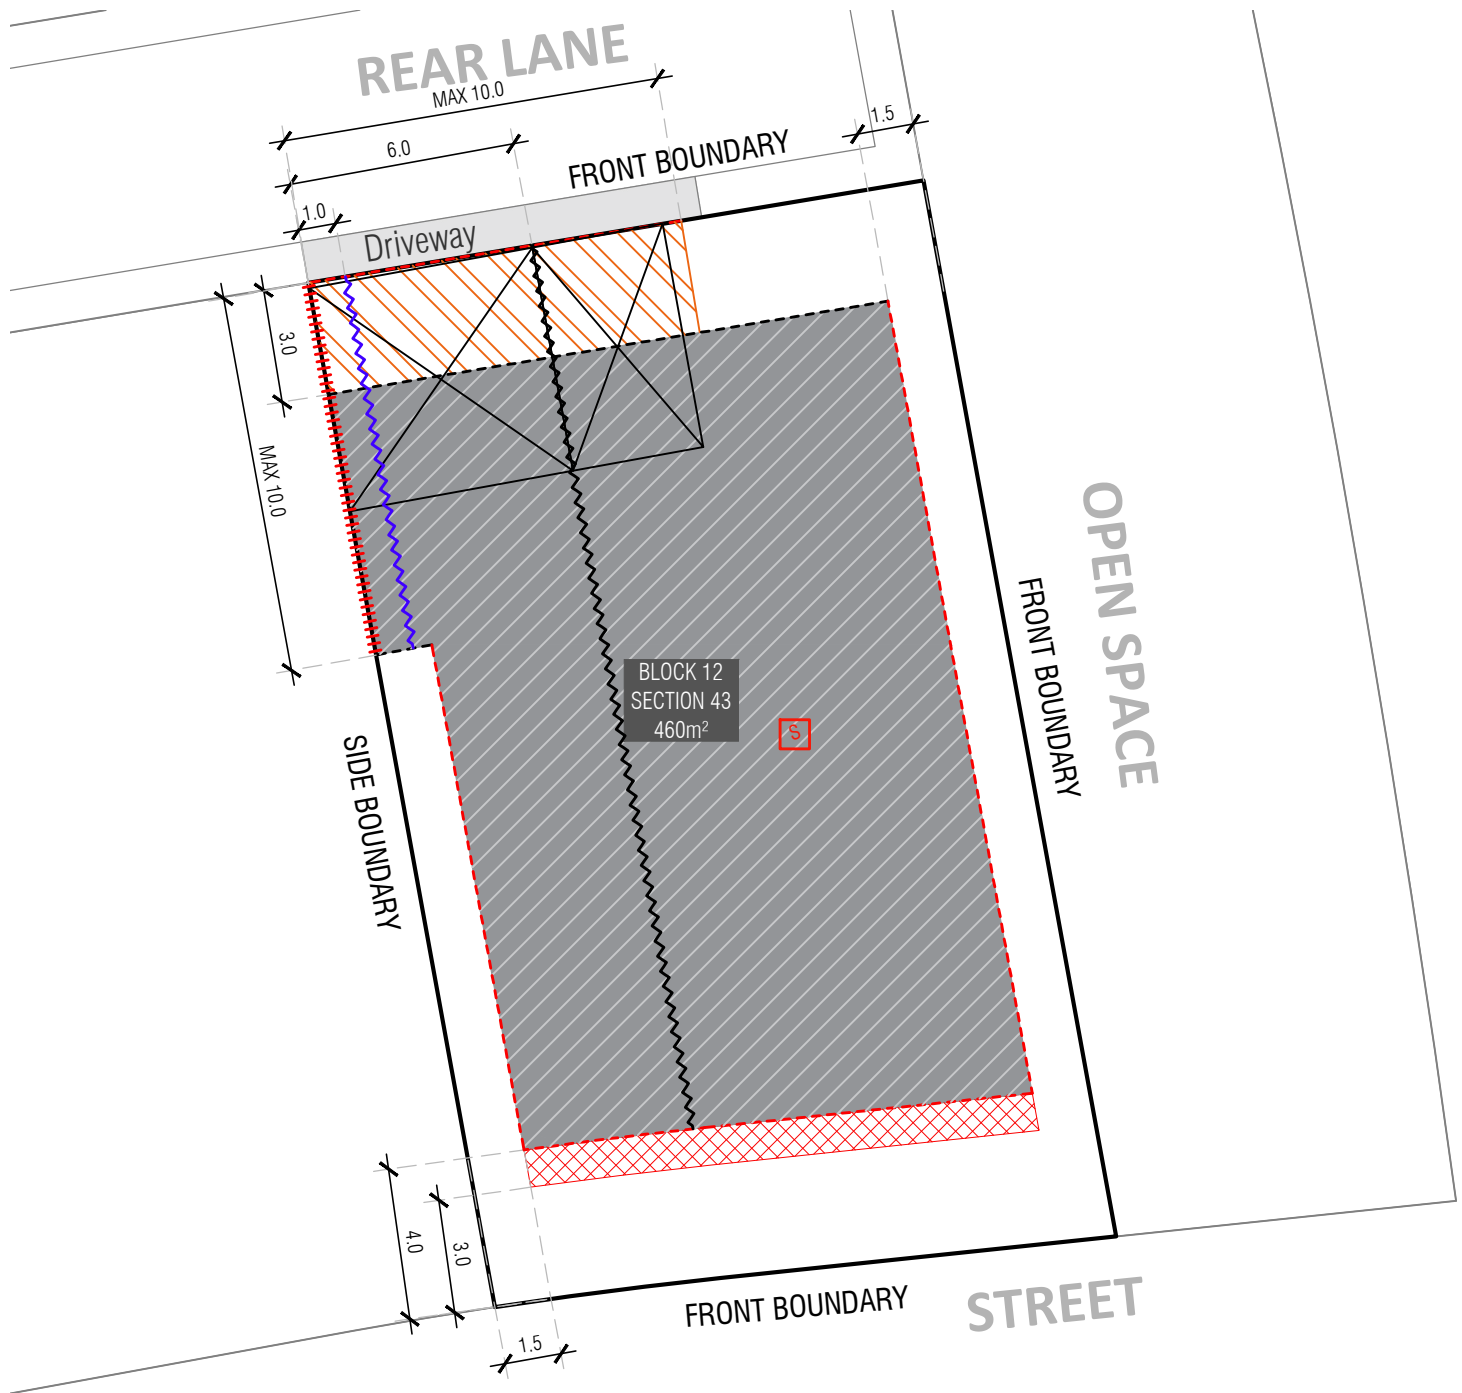 REAR LANE
MAX 10.0
1.5
6.0
FRONT BOUNDARY
1.0
Driveway
3.0
MAX 10.0
OPEN SPACE
FRONT BOUNDARY
BLOCK 12
SECTION 43
460m²
S
SIDE BOUNDARY
4.0
3.0
FRONT BOUNDARY
STREET
1.5